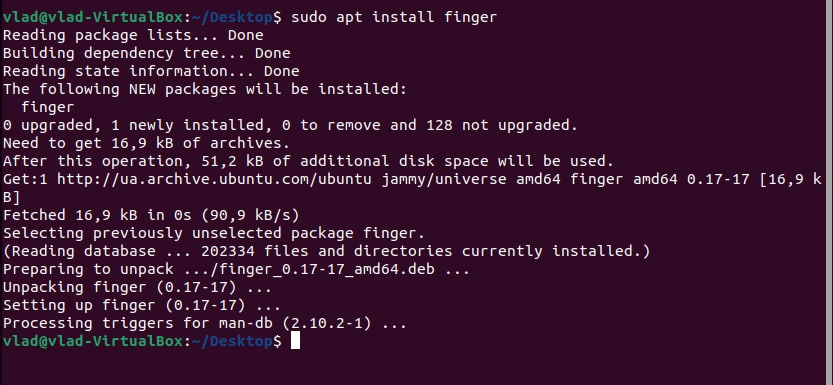 vlad@vlad-VirtualBox:~/Desktop$ sudo apt install finger
Reading package lists... Done
Building dependency tree... Done
Reading state information... Done
The following NEW packages will be installed:
  finger
0 upgraded, 1 newly installed, 0 to remove and 128 not upgraded.
Need to get 16,9 kB of archives.
After this operation, 51,2 kB of additional disk space will be used.
Get:1 http://ua.archive.ubuntu.com/ubuntu jammy/universe amd64 finger amd64 0.17-17 [16,9 k
B]
Fetched 16,9 kB in 0s (90,9 kB/s)
Selecting previously unselected package finger.
(Reading database ... 202334 files and directories currently installed.)
Preparing to unpack .../finger_0.17-17_amd64.deb ...
Unpacking finger (0.17-17) ...
Setting up finger (0.17-17) ...
Processing triggers for man-db (2.10.2-1) ...
vlad@vlad-VirtualBox:~/Desktop$